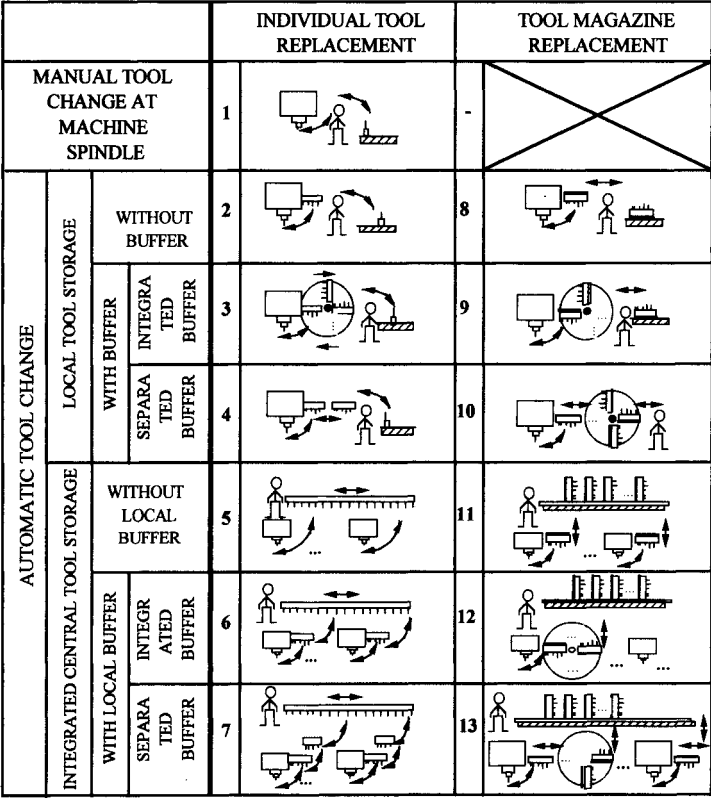 INDIVIDUAL TOOL
REPLACEMENT
TOOL MAGAZINE
REPLACEMENT
MANUAL TOOL
CHANGE AT
MACHINE
SPINDLE
1
-
AUTOMATIC TOOL CHANGE
LOCAL TOOL STORAGE
WITHOUT
BUFFER
2
8
WITH BUFFER
INTEGRA
TED
BUFFER
3
9
SEPARA
TED
BUFFER
4
10
INTEGRATED CENTRAL TOOL STORAGE
WITHOUT
LOCAL
BUFFER
5
...
11
...
WITH LOCAL BUFFER
INTEGR
ATED
BUFFER
6
...
12
...
SEPARA
TED
BUFFER
7
...
13
...